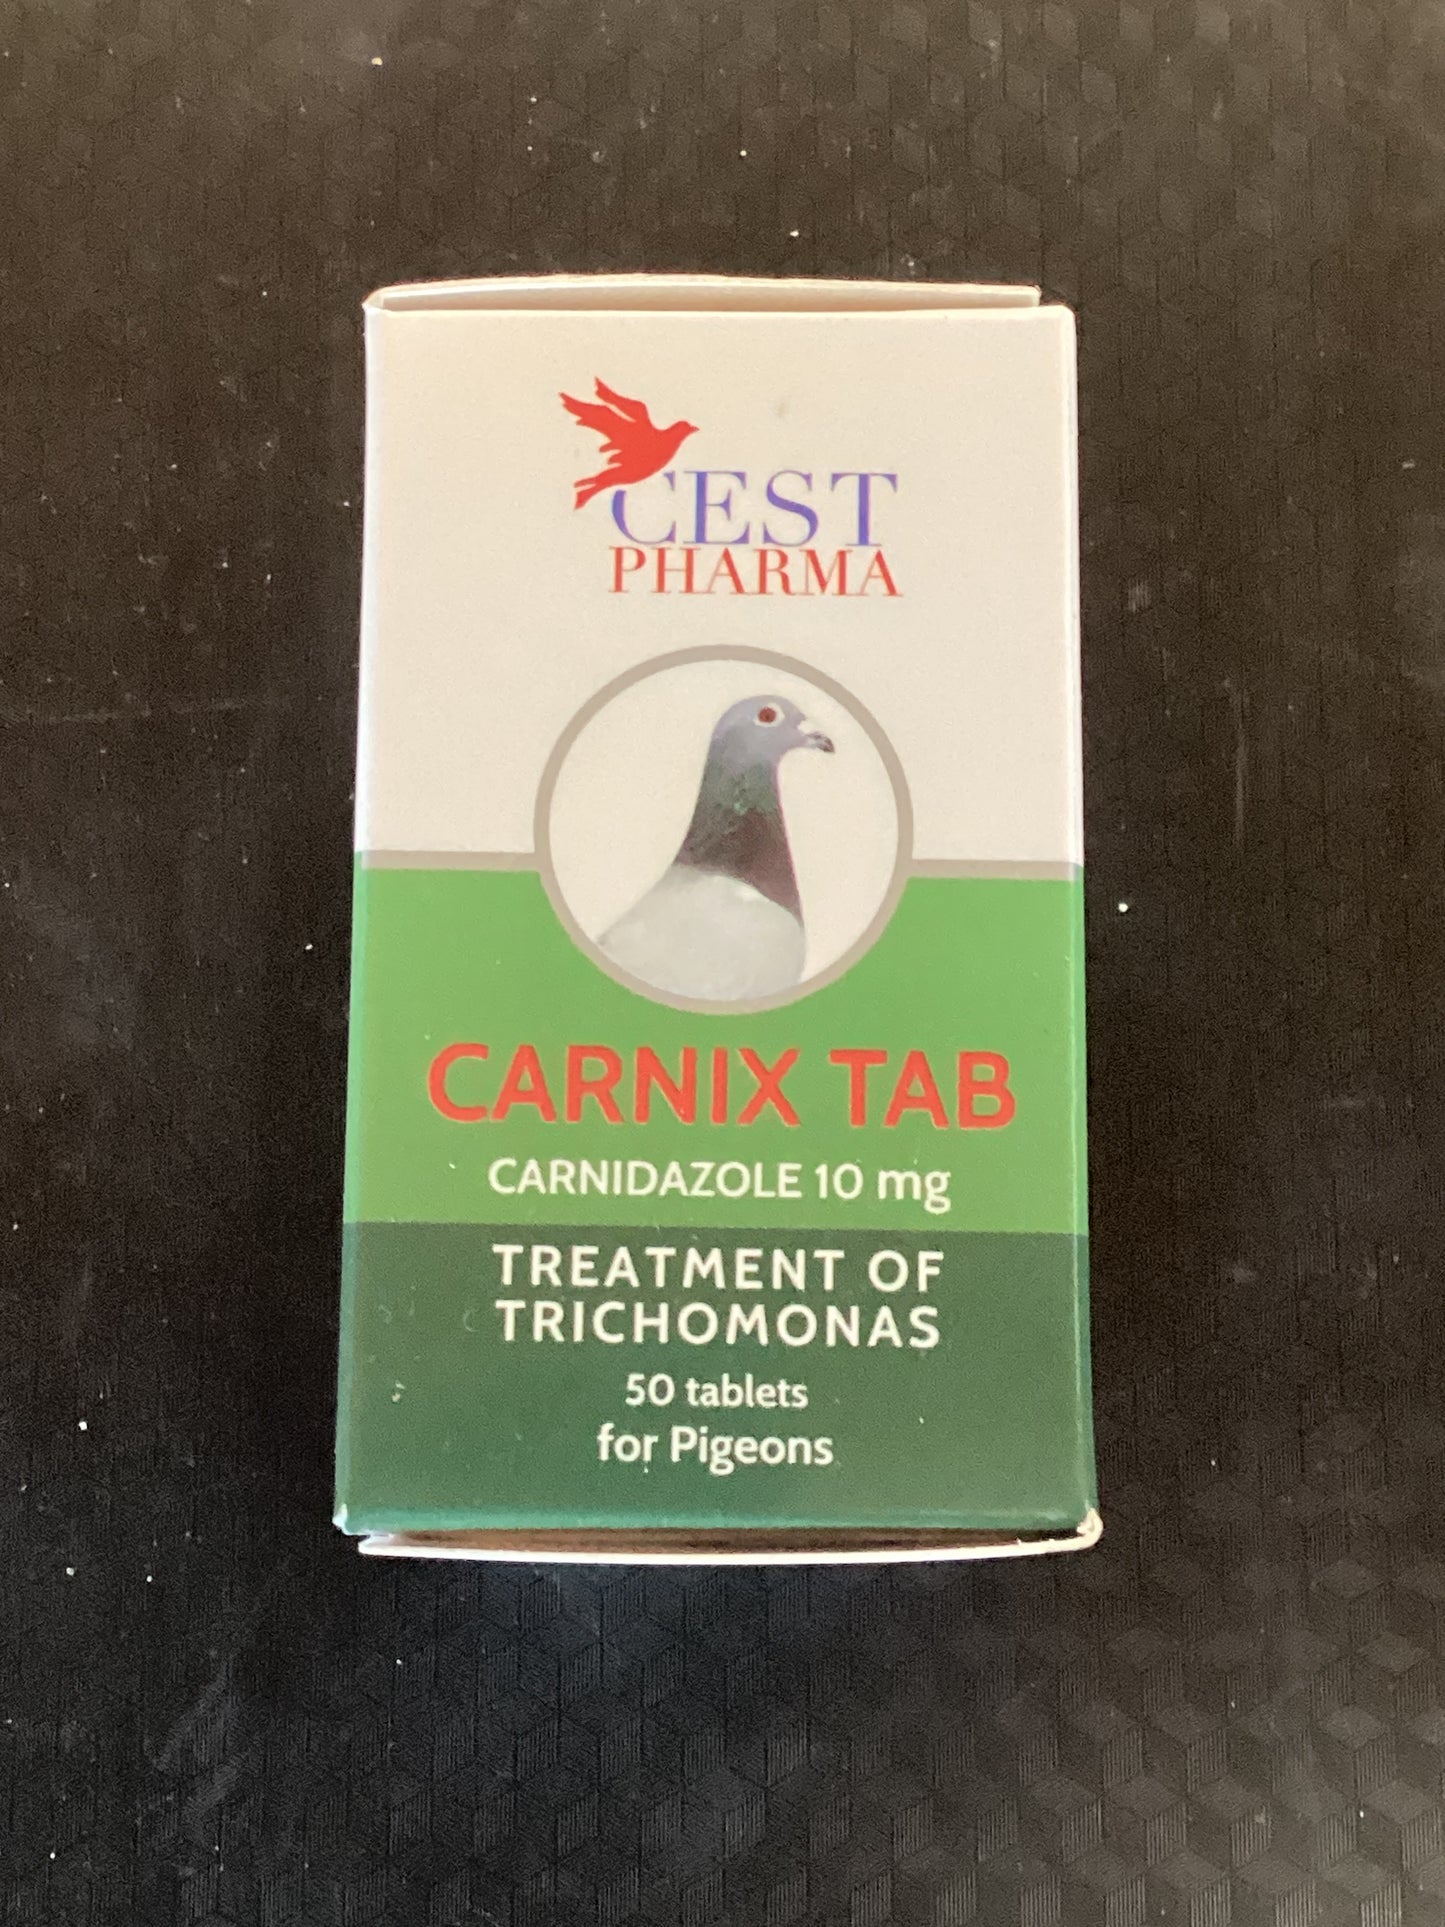 CEST
PHARMA
CARNIX TAB
CARNIDAZOLE 10 mg
TREATMENT OF
TRICHOMONAS
50 tablets
for Pigeons